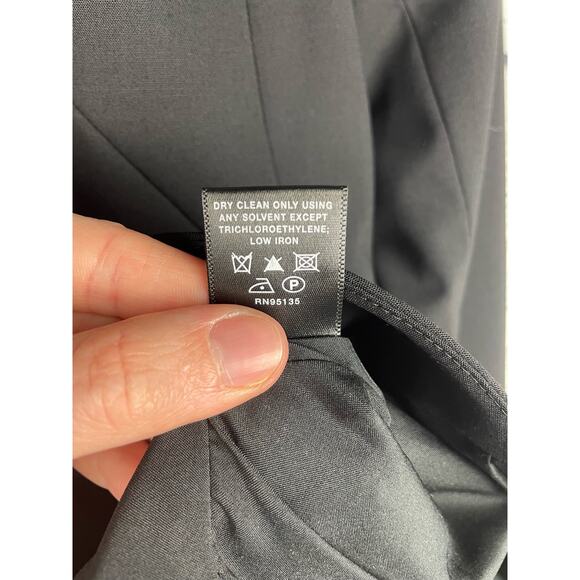 DRY CLEAN ONLY USING
ANY SOLVENT EXCEPT
TRICHLOROETHYLENE;
LOW IRON
P
RN95135